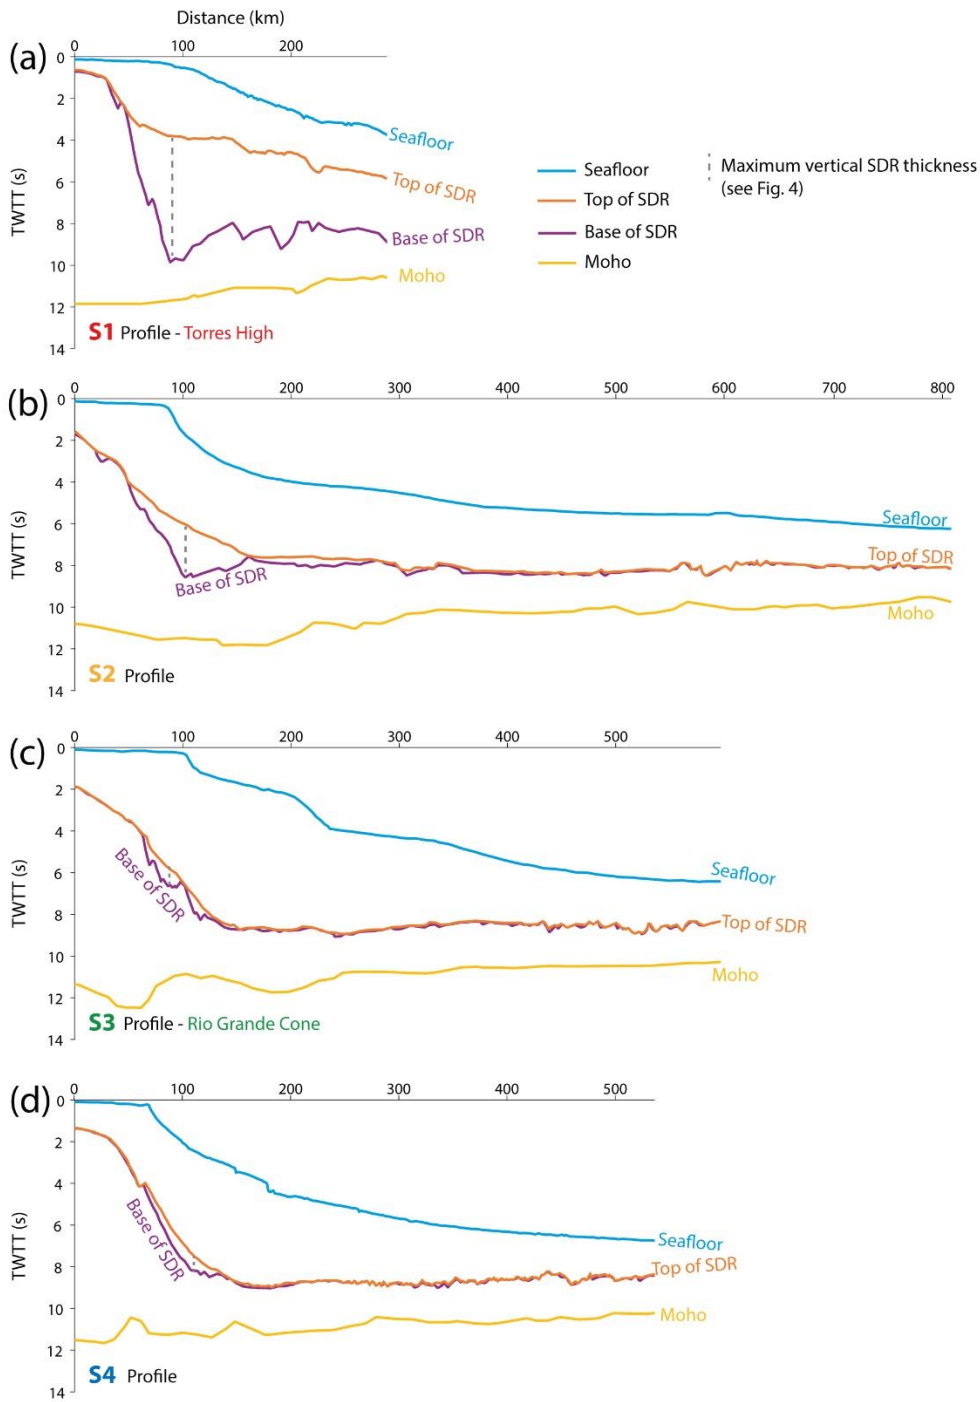 Distance (km)
(a)
0 100 200
0
2
4
6
8
10
12
14
TWTT (s)
Seafloor
Top of SDR
Base of SDR
Moho
S1 Profile - Torres High
Seafloor
Top of SDR
Base of SDR
Moho
Maximum vertical SDR thickness
(see Fig. 4)
(b)
0 100 200 300 400 500 600 700 800
0
2
4
6
8
10
12
14
TWTT (s)
Seafloor
Top of SDR
Base of SDR
Moho
S2 Profile
(c)
0 100 200 300 400 500
0
2
4
6
8
10
12
14
TWTT (s)
Base of SDR
Seafloor
Top of SDR
Moho
S3 Profile - Rio Grande Cone
(d)
0 100 200 300 400 500
0
2
4
6
8
10
12
14
TWTT (s)
Base of SDR
Seafloor
Top of SDR
Moho
S4 Profile